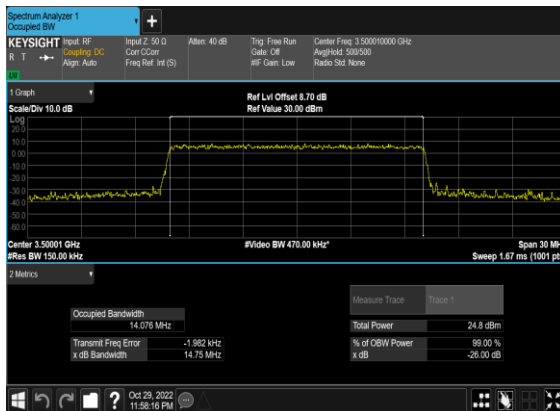 Spectrum Analyzer 1
Occupied BW
KEYSIGHT
R T
Input: RF
Coupling: DC
Align: Auto
Input Z: 50 Ω
Corr CCorr
Freq Ref: Int (S)
Atten: 40 dB
Trig: Free Run
Gate: Off
#IF Gain: Low
Center Freq: 3.500010000 GHz
Avg|Hold: 500/500
Radio Std: None
1 Graph
Scale/Div 10.0 dB
Ref Lvl Offset 8.70 dB
Ref Value 30.00 dBm
Log
20.0
10.0
0.00
-10.0
-20.0
-30.0
-40.0
-50.0
-60.0
Center 3.50001 GHz
#Res BW 150.00 kHz
#Video BW 470.00 kHz*
Span 30 MH
Sweep 1.67 ms (1001 pts
2 Metrics
Measure Trace Trace 1
Occupied Bandwidth
14.076 MHz
Total Power 24.8 dBm
Transmit Freq Error -1.982 kHz
% of OBW Power 99.00 %
x dB Bandwidth 14.75 MHz
x dB -26.00 dB
Oct 29, 2022
11:58:16 PM